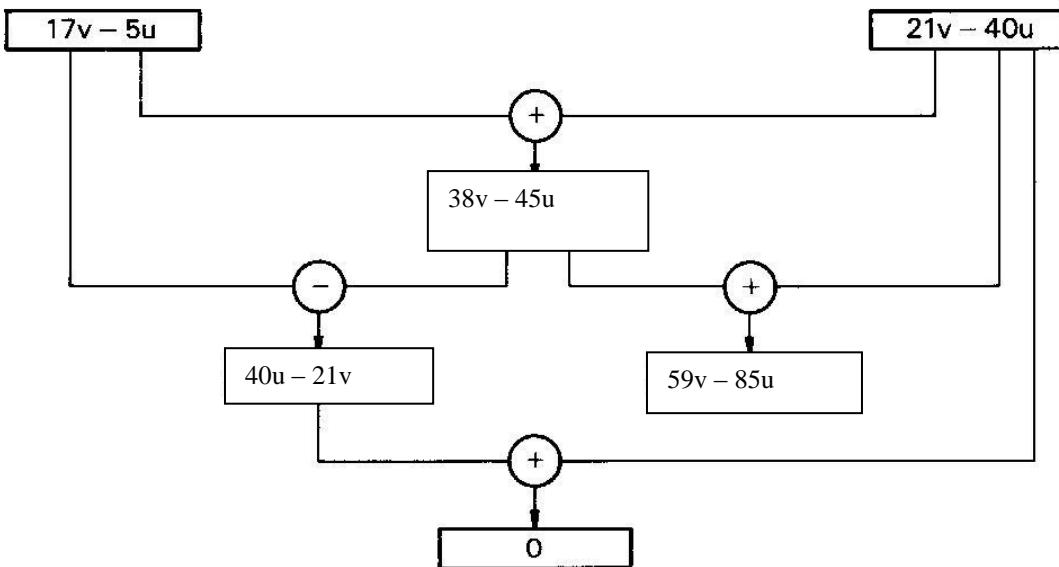 17v – 5u
21v – 40u
+
38v – 45u
–
+
40u – 21v
59v – 85u
+
0